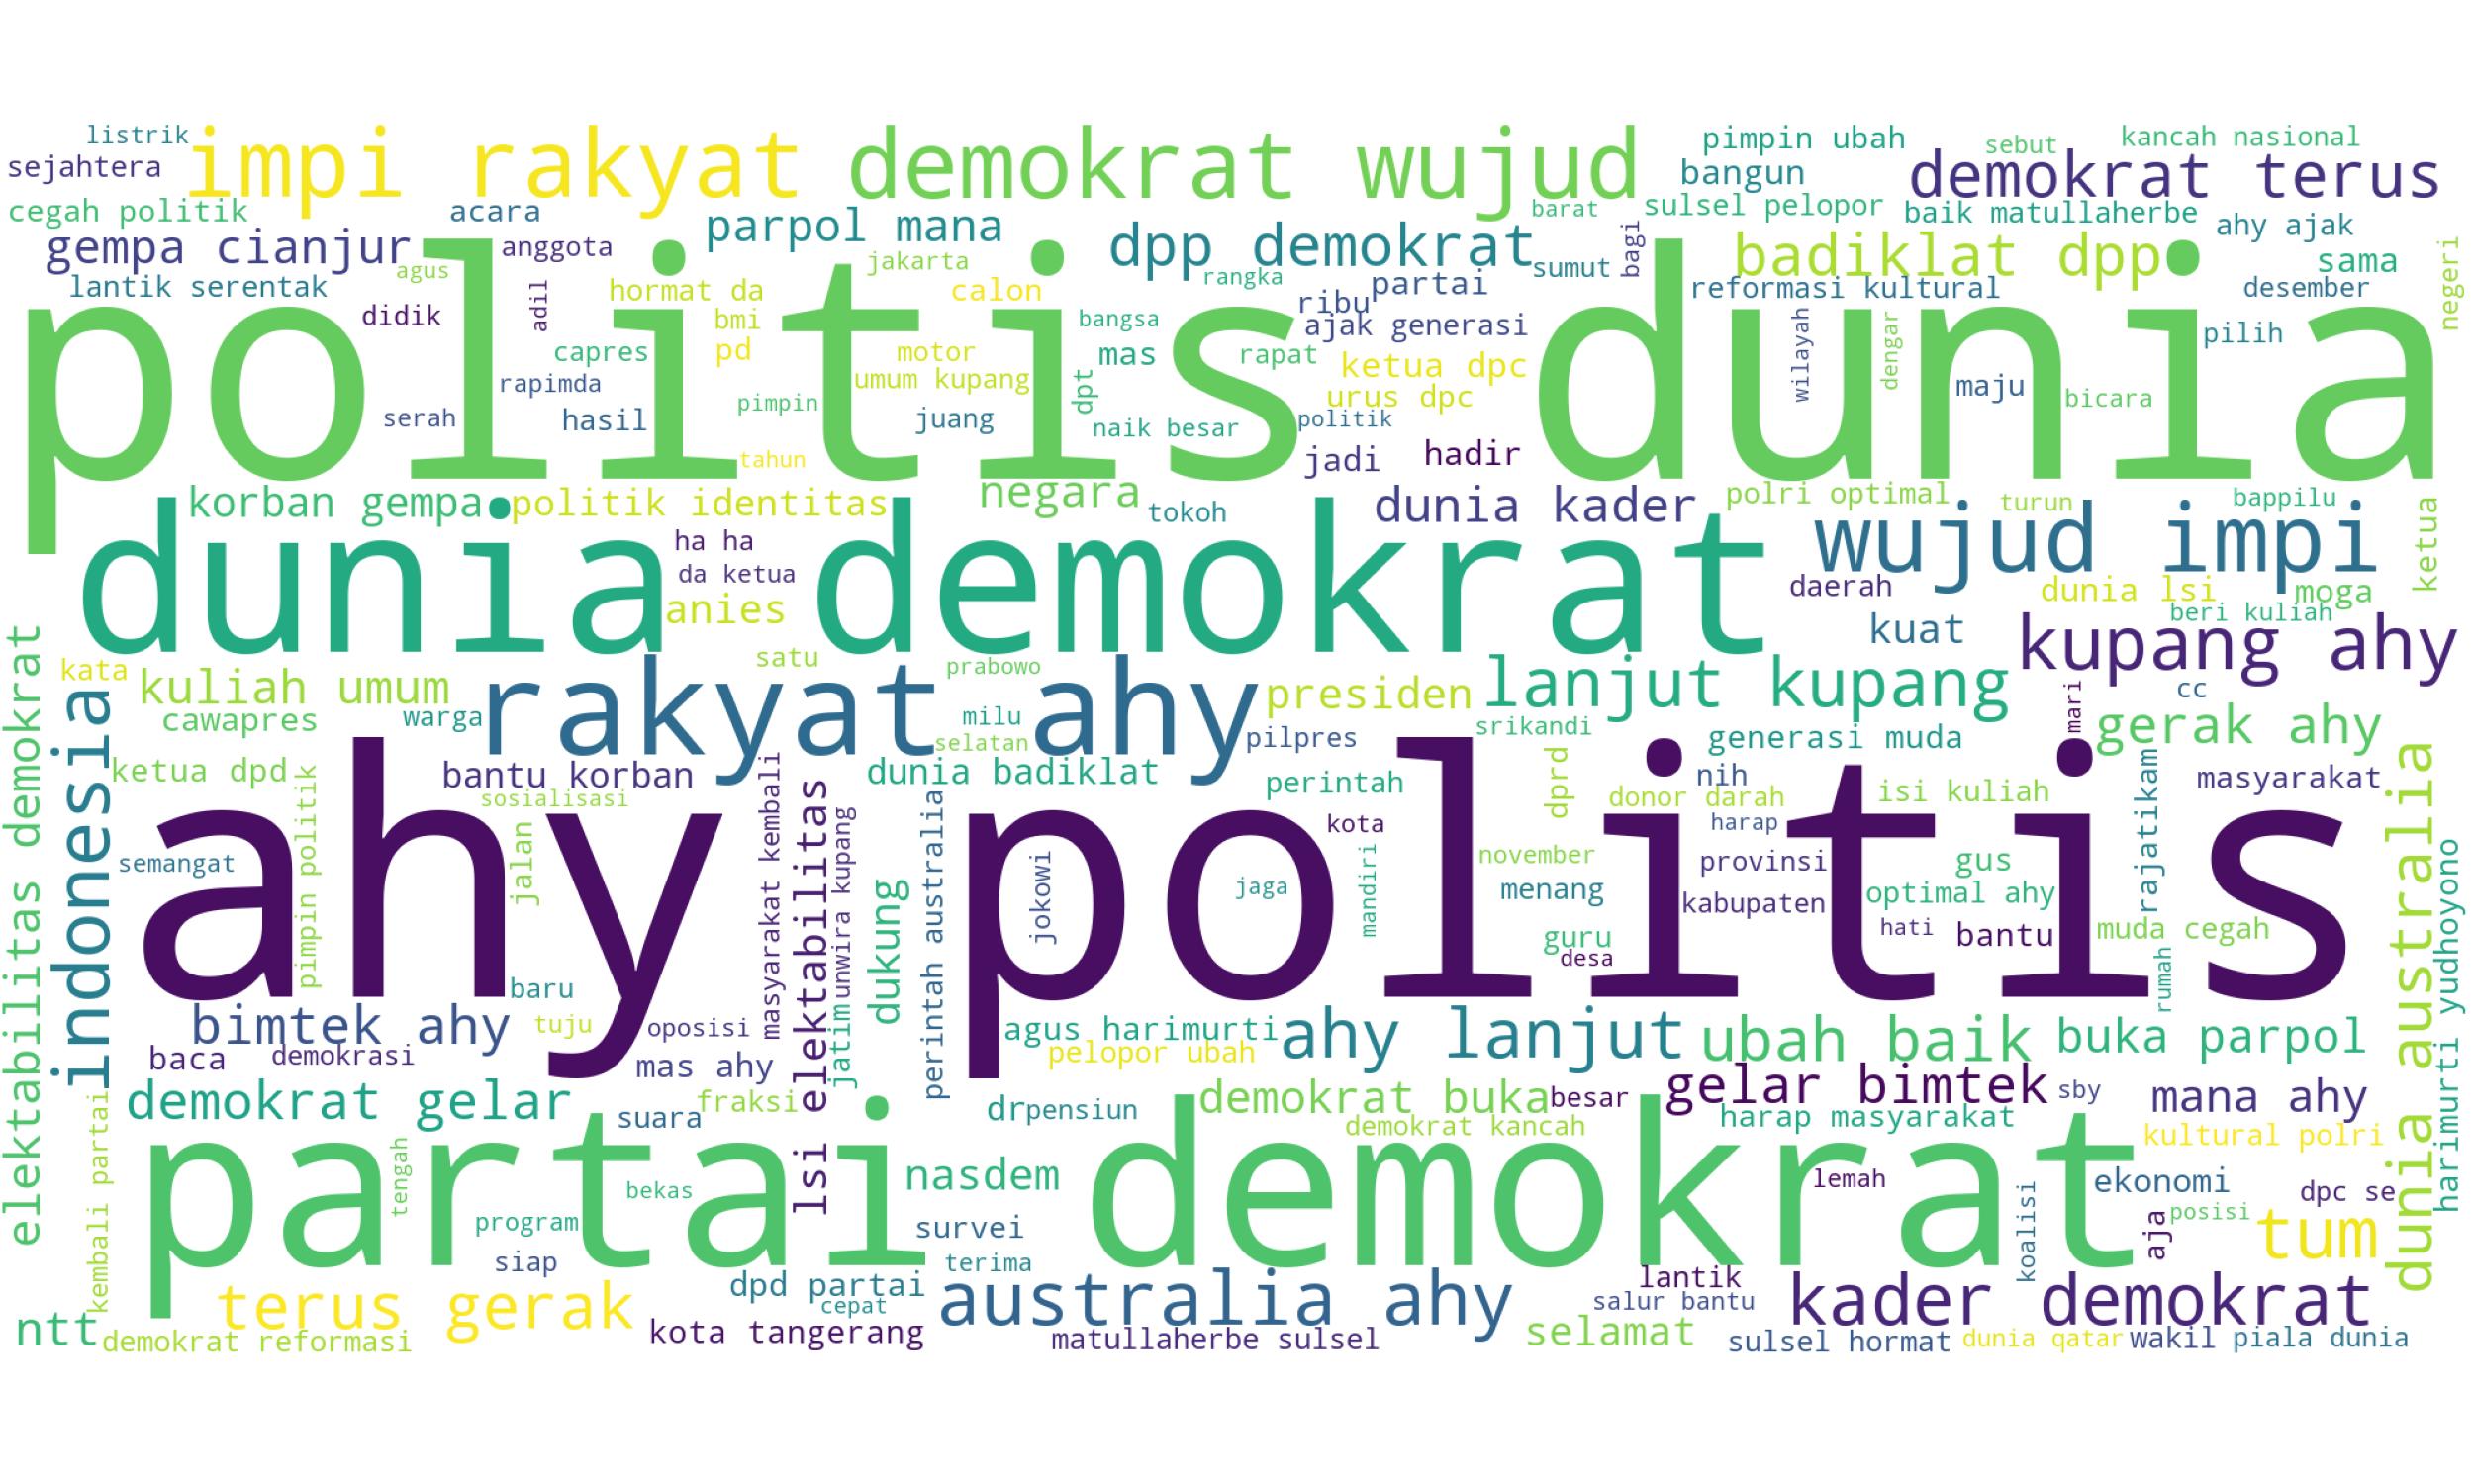 listrik
impi rakyat
demokrat wujud
pimpin ubah
sebut
kancah nasional
sejahtera
bangun
demokrat terus
cegah politik
acara
parpol mana
barat
sulsel pelopor
baik matullaherbe
ahy ajak
gempa cianjur
anggota
dpp demokrat
bagi
badiklat dpp
sama
negeri
agus
jakarta
rangka
sumut
lantik serentak
adil
hormat da
calon
ribu
partai
reformasi kultural
desember
politis dunia
didik
bmi
bangsa
ajak generasi
wilayah
dengar
pilih
capres
pd
motor
mas
rapat
ketua dpc
rapimda
umum kupang
dpt
urus dpc
maju
bicara
serah
hasil
pimpin
juang
naik besar
politik
tahun
jadi
hadir
korban gempa
politik identitas
negara
tokoh
dunia kader
polri optimal
turun
bappilu
ketua
dunia demokrat
ha ha
da ketua
wujud impi
daerah
dunia lsi
moga
anies
kuat
beri kuliah
kupang ahy
elektabilitas demokrat
kata
kuliah umum
satu
prabowo
rakyat ahy
presiden
lanjut kupang
mari
cc
indonesia
cawapres
warga
milu
selatan
pilpres
srikandi
generasi muda
gerak ahy
ketua dpd
bantu korban
masyarakat kembali
dunia badiklat
perintah
dprd
nih
rajatikam
masyarakat
dunia australia
pimpin politik
sosialisasi
lsi elektabilitas
perintah australia
donor darah
isi kuliah
ahy politis
jalan
unwira kupang
kota
harap
semangat
jokowi
jaga
mandiri
november
provinsi
gus
harimurti yudhoyono
dukung
menang
kabupaten
optimal ahy
guru
hati
bantu
muda cegah
desa
rumah
baru
bimtek ahy
tuju
oposisi
jatim
agus harimurti
ahy lanjut
ubah baik
buka parpol
baca
demokrasi
mas ahy
pelopor ubah
demokrat gelar
suara
fraksi
dr
pensiun
demokrat buka
besar
gelar bimtek
sby
mana ahy
kembali partai
demokrat kancah
harap masyarakat
kultural polri
partai demokrat
tengah
bekas
nasdem
lemah
ekonomi
dpc se
program
survei
koalisi
aja
posisi
tum
siap
terima
terus gerak
dpd partai
cepat
australia ahy
lantik
salur bantu
kader demokrat
ntt
demokrat reformasi
kota tangerang
matullaherbe sulsel
selamat
sulsel hormat
dunia qatar
wakil
piala dunia